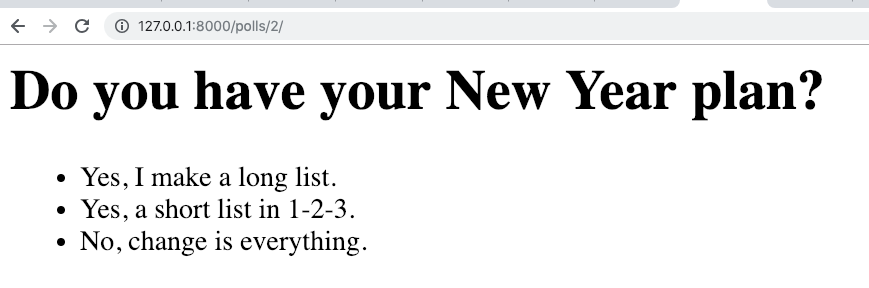 127.0.0.1:8000/polls/2/
Do you have your New Year plan?
Yes, I make a long list.
Yes, a short list in 1-2-3.
No, change is everything.